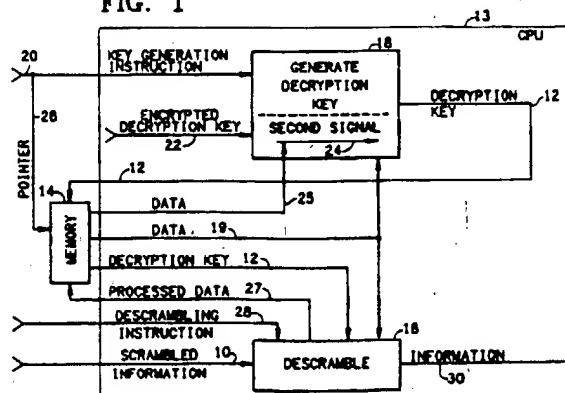 FIG. 1
13
CPU
20
KEY GENERATION
INSTRUCTION
18
GENERATE
DECRYPTION
KEY
DECRYPTION
KEY
12
26
ENCRYPTED
DECRYPTION KEY
22
SECOND SIGNAL
24
POINTER
12
14
DATA
25
MEMORY
DATA
19
DECRYPTION KEY
12
PROCESSED DATA
27
DESCRAMBLING
INSTRUCTION
28
16
SCRAMBLED
INFORMATION
10
DESCRAMBLE
INFORMATION
30